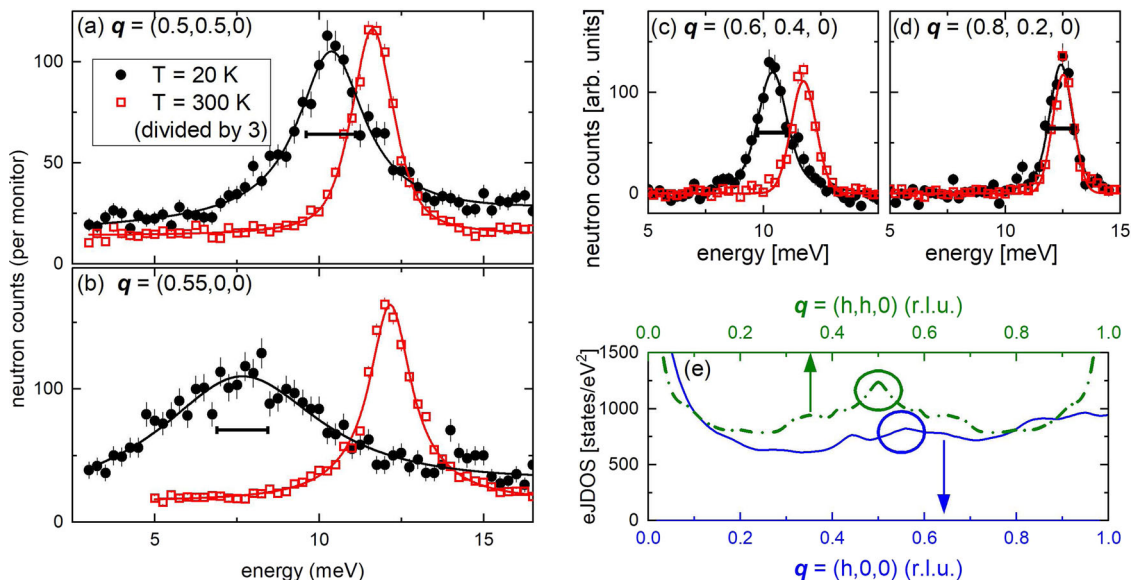 (a) q = (0.5,0.5,0)
T = 20 K
T = 300 K
(divided by 3)
100
50
0
(b) q = (0.55,0,0)
100
0
5
10
15
energy (meV)
neutron counts (per monitor)
(c) q = (0.6, 0.4, 0)
(d) q = (0.8, 0.2, 0)
100
50
0
5
10
5
10
15
energy [meV]
energy [meV]
neutron counts [arb. units]
q = (h,h,0) (r.l.u.)
0.0 0.2 0.4 0.6 0.8 1.0
(e)
1500
1000
500
0
0.0 0.2 0.4 0.6 0.8 1.0
q = (h,0,0) (r.l.u.)
eJDOS [states/eV²]